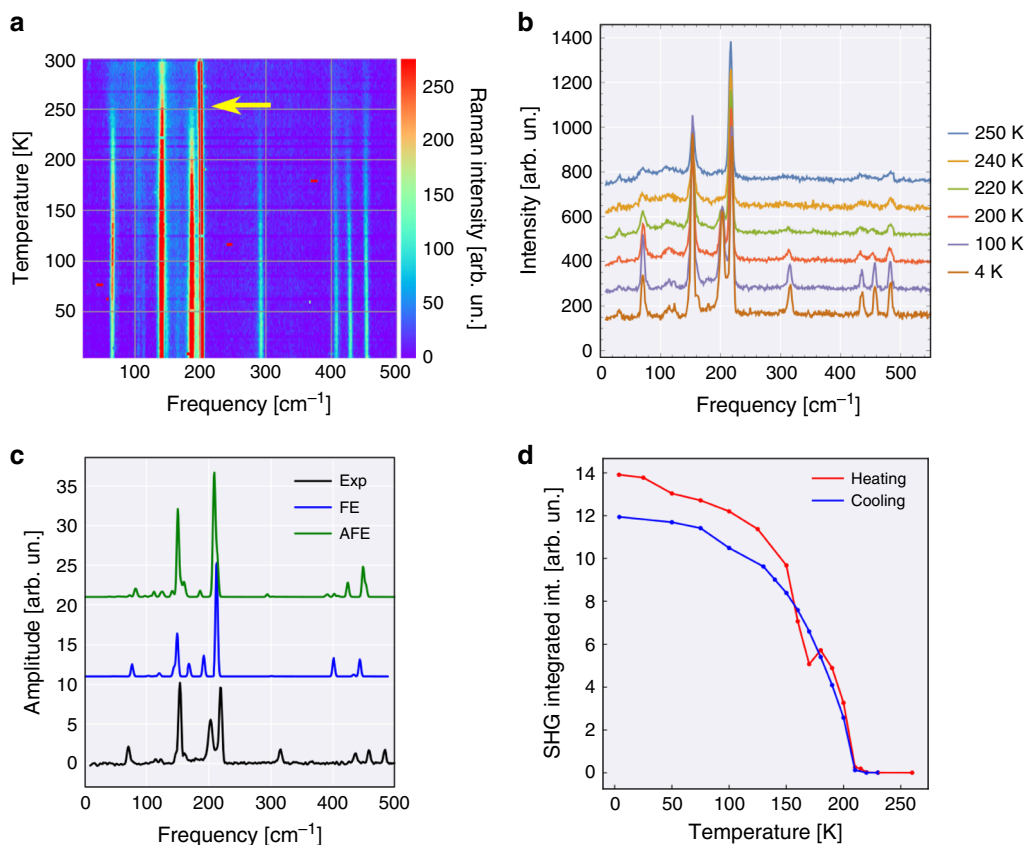 a
300
250
200
150
100
50
Temperature [K]
100 200 300 400 500
Frequency [cm⁻¹]
250
200
150
100
50
0
Raman intensity [arb. un.]
b
1400
1200
1000
800
600
400
200
0
Intensity [arb. un.]
0 100 200 300 400 500
Frequency [cm⁻¹]
250 K
240 K
220 K
200 K
100 K
4 K
c
35
30
25
20
15
10
5
0
Amplitude [arb. un.]
Exp
FE
AFE
0 100 200 300 400 500
Frequency [cm⁻¹]
d
14
12
10
8
6
4
2
0
SHG integrated int. [arb. un.]
Heating
Cooling
0 50 100 150 200 250
Temperature [K]